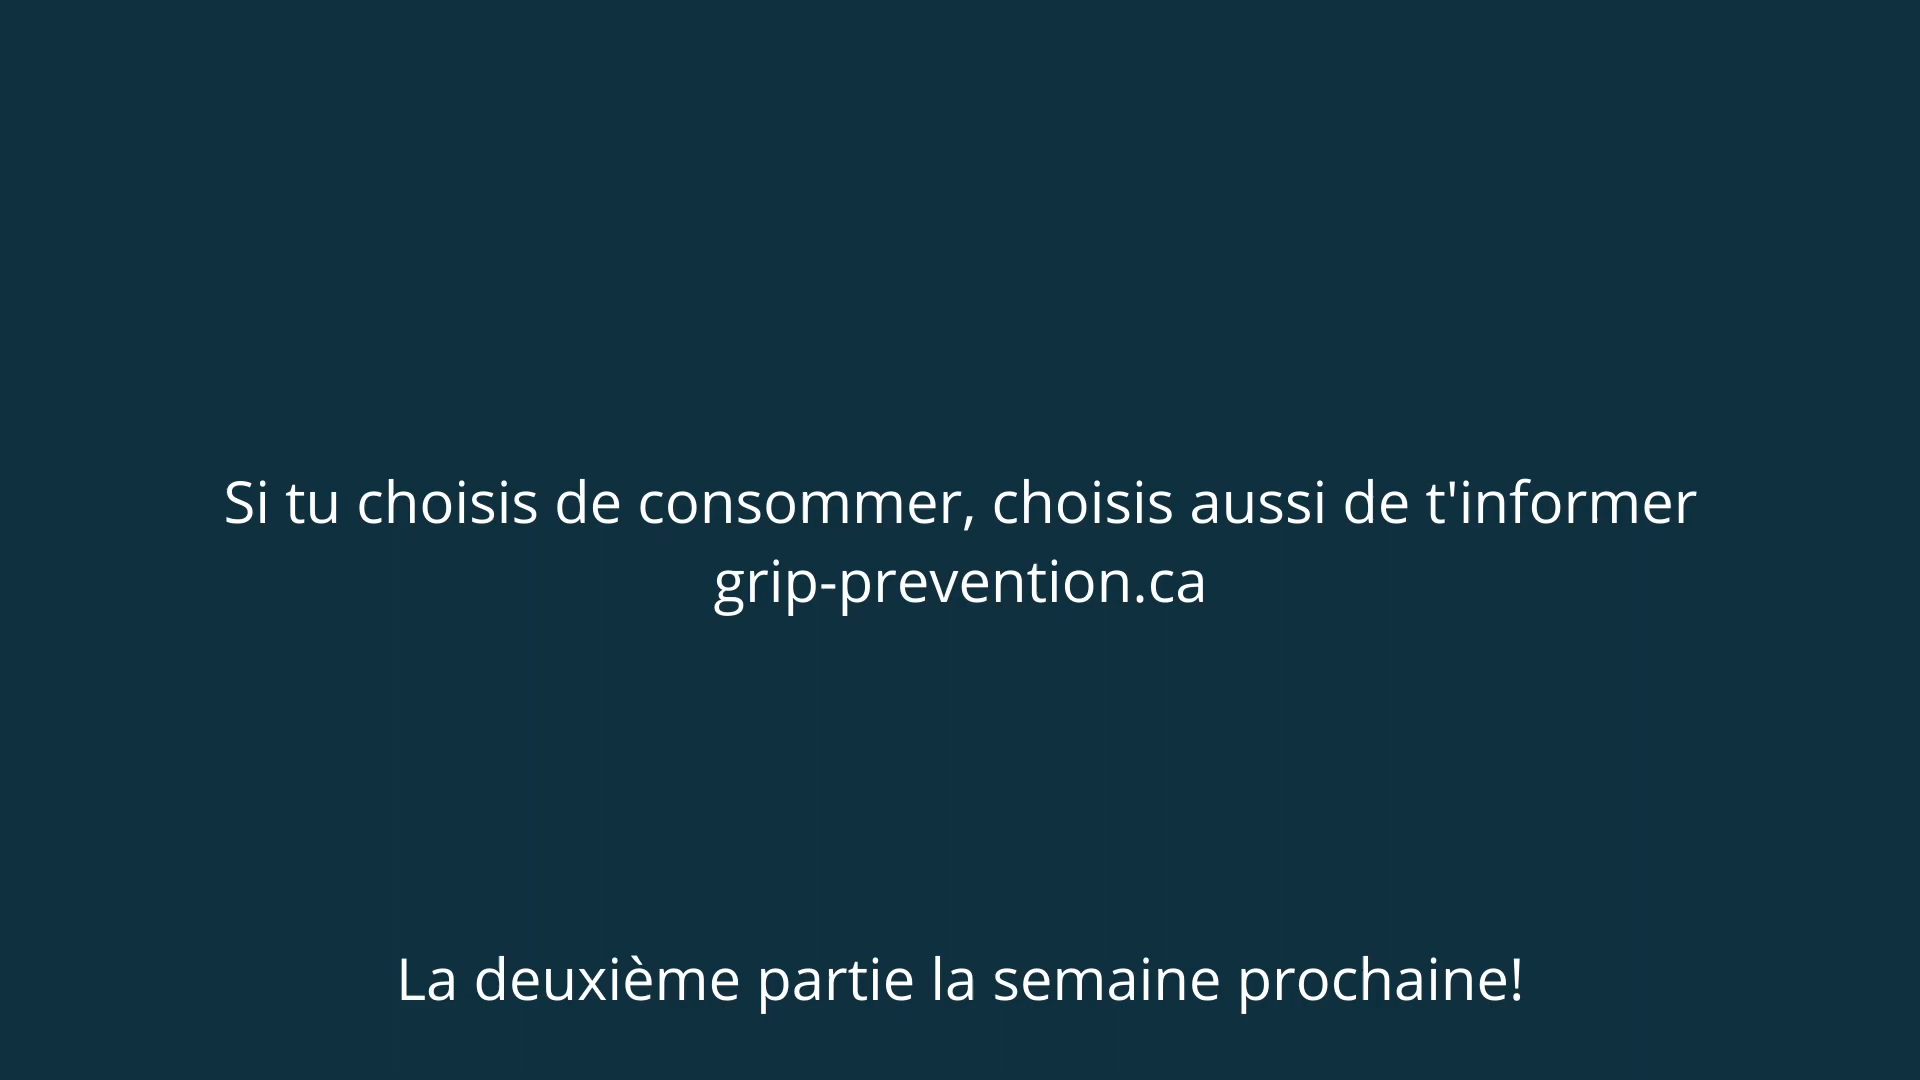 Si tu choisis de consommer, choisis aussi de t'informer
grip-prevention.ca
La deuxième partie la semaine prochaine!